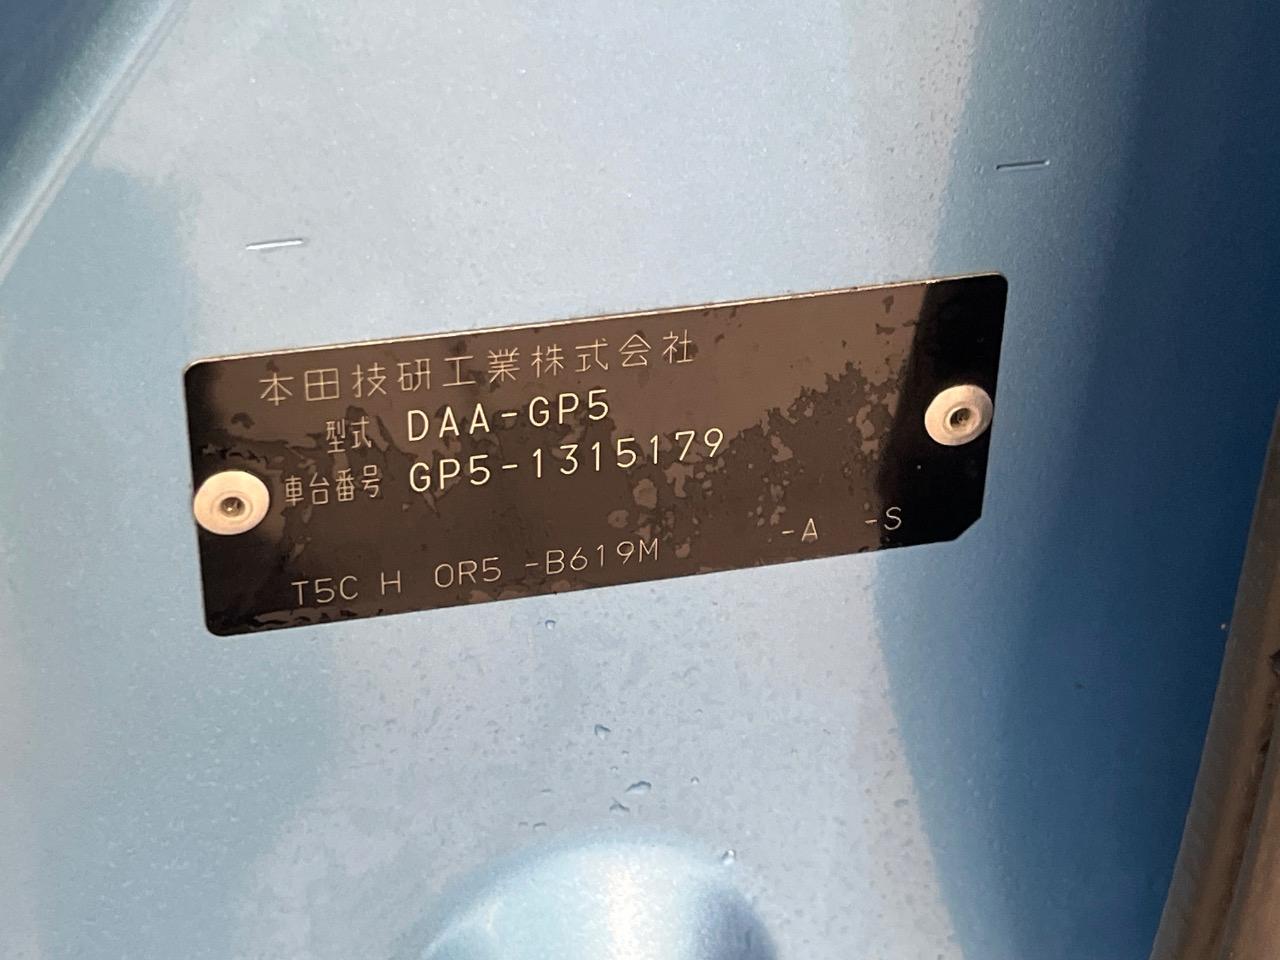 本田技研工業株式会社
型式 DAA-GP5
車台番号 GP5-1315179
T5C H 0R5 -B619M -A -S